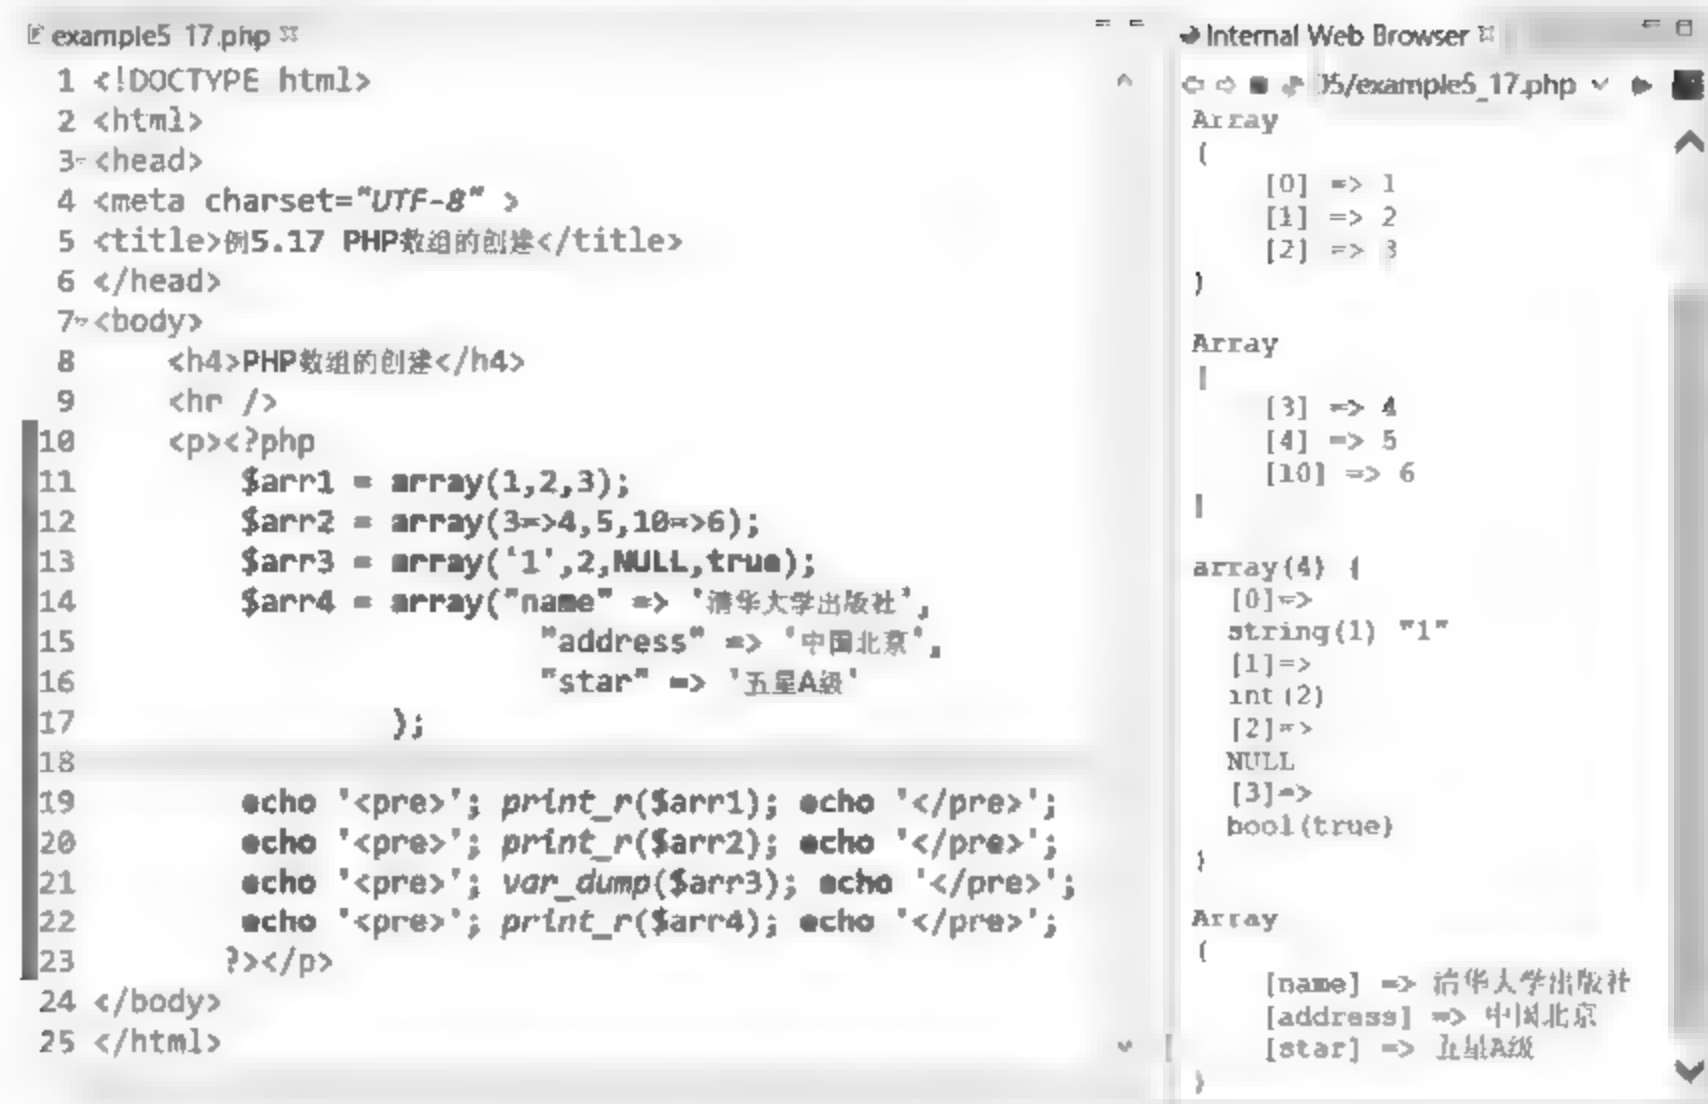 example5_17.php
1 <!DOCTYPE html>
2 <html>
3 <head>
4 <meta charset="UTF-8" >
5 <title>例5.17 PHP数组的创建</title>
6 </head>
7 <body>
8 <h4>PHP数组的创建</h4>
9 <hr />
10 <p><?php
11 $arr1 = array(1,2,3);
12 $arr2 = array(3=>4,5,10=>6);
13 $arr3 = array('1',2,NULL,true);
14 $arr4 = array("name" => '清华大学出版社',
15 "address" => '中国北京',
16 "star" => '五星A级'
17 );
18
19 echo '<pre>'; print_r($arr1); echo '</pre>';
20 echo '<pre>'; print_r($arr2); echo '</pre>';
21 echo '<pre>'; var_dump($arr3); echo '</pre>';
22 echo '<pre>'; print_r($arr4); echo '</pre>';
23 ?></p>
24 </body>
25 </html>
Internal Web Browser
05/example5_17.php
Array
(
[0] => 1
[1] => 2
[2] => 3
)
Array
(
[3] => 4
[4] => 5
[10] => 6
)
array(4) {
[0]=>
string(1) "1"
[1]=>
int(2)
[2]=>
NULL
[3]=>
bool(true)
}
Array
(
[name] => 清华大学出版社
[address] => 中国北京
[star] => 五星A级
)